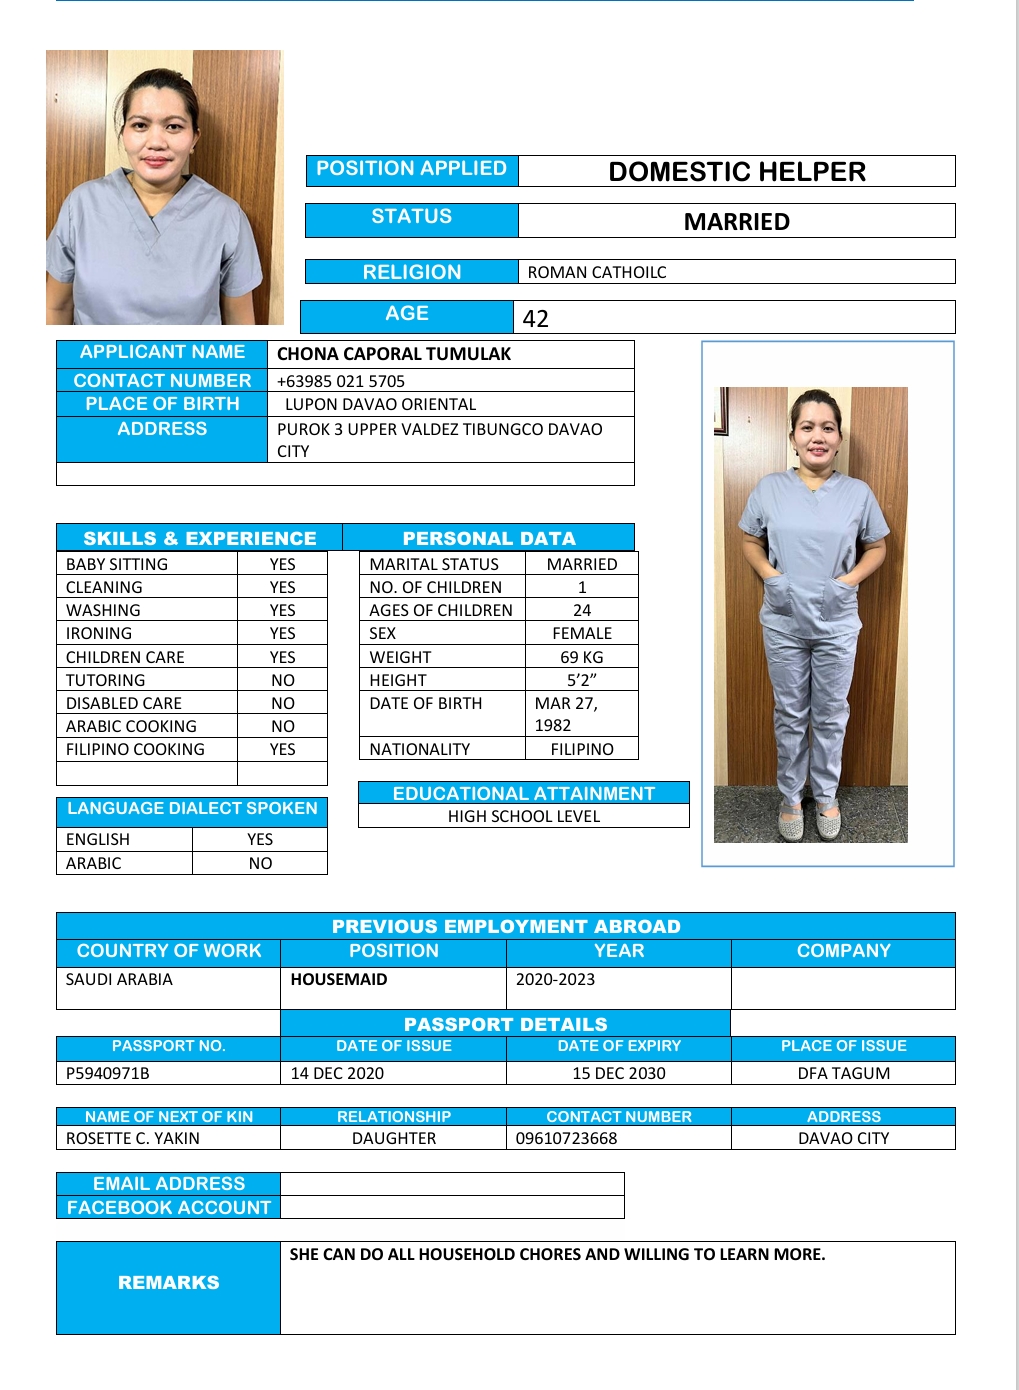 POSITION APPLIED DOMESTIC HELPER
STATUS MARRIED
RELIGION ROMAN CATHOILC
AGE 42
APPLICANT NAME CHONA CAPORAL TUMULAK
CONTACT NUMBER +63985 021 5705
PLACE OF BIRTH LUPON DAVAO ORIENTAL
ADDRESS PUROK 3 UPPER VALDEZ TIBUNGCO DAVAO
CITY
SKILLS & EXPERIENCE PERSONAL DATA
BABY SITTING YES
CLEANING YES
WASHING YES
IRONING YES
CHILDREN CARE YES
TUTORING NO
DISABLED CARE NO
ARABIC COOKING NO
FILIPINO COOKING YES
MARITAL STATUS MARRIED
NO. OF CHILDREN 1
AGES OF CHILDREN 24
SEX FEMALE
WEIGHT 69 KG
HEIGHT 5’2”
DATE OF BIRTH MAR 27,
1982
NATIONALITY FILIPINO
LANGUAGE DIALECT SPOKEN
ENGLISH YES
ARABIC NO
EDUCATIONAL ATTAINMENT
HIGH SCHOOL LEVEL
PREVIOUS EMPLOYMENT ABROAD
COUNTRY OF WORK POSITION YEAR COMPANY
SAUDI ARABIA HOUSEMAID 2020-2023
PASSPORT DETAILS
PASSPORT NO. DATE OF ISSUE DATE OF EXPIRY PLACE OF ISSUE
P5940971B 14 DEC 2020 15 DEC 2030 DFA TAGUM
NAME OF NEXT OF KIN RELATIONSHIP CONTACT NUMBER ADDRESS
ROSETTE C. YAKIN DAUGHTER 09610723668 DAVAO CITY
EMAIL ADDRESS
FACEBOOK ACCOUNT
REMARKS SHE CAN DO ALL HOUSEHOLD CHORES AND WILLING TO LEARN MORE.